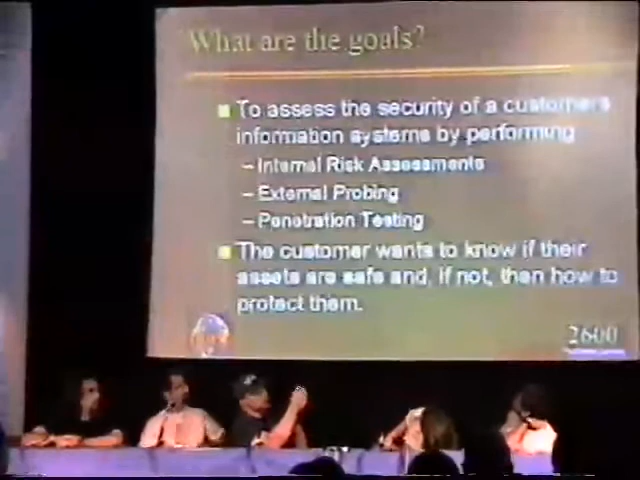 What are the goals?
To assess the security of a customers
information systems by performing
– Internal Risk Assessments
– External Probing
– Penetration Testing
The customer wants to know if their
assets are safe and, if not, then how to
protect them.
2600